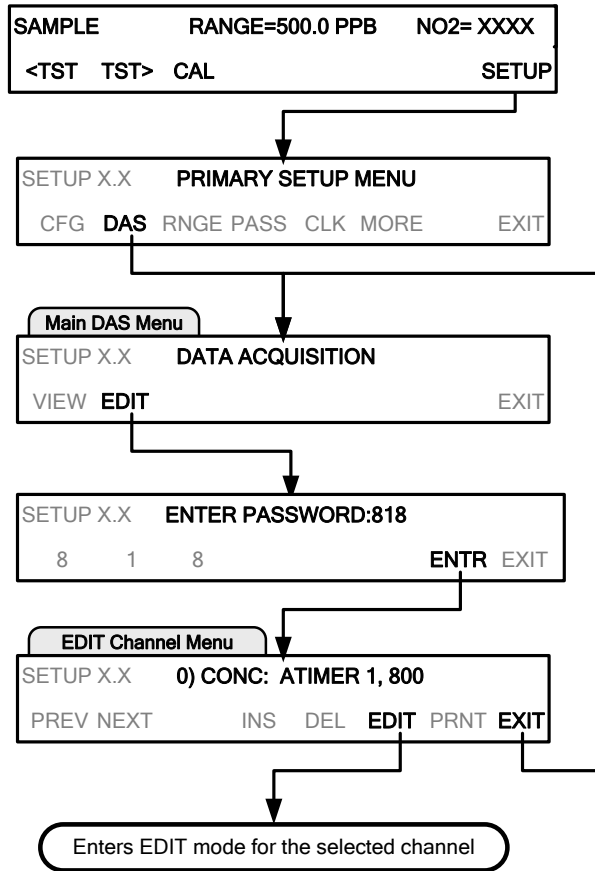 SAMPLE RANGE=500.0 PPB NO2= XXXX
<TST TST> CAL SETUP
SETUP X.X PRIMARY SETUP MENU
CFG DAS RNGE PASS CLK MORE EXIT
Main DAS Menu
SETUP X.X DATA ACQUISITION
VIEW EDIT EXIT
SETUP X.X ENTER PASSWORD:818
8 1 8 ENTR EXIT
EDIT Channel Menu
SETUP X.X 0) CONC: ATIMER 1, 800
PREV NEXT INS DEL EDIT PRNT EXIT
Enters EDIT mode for the selected channel